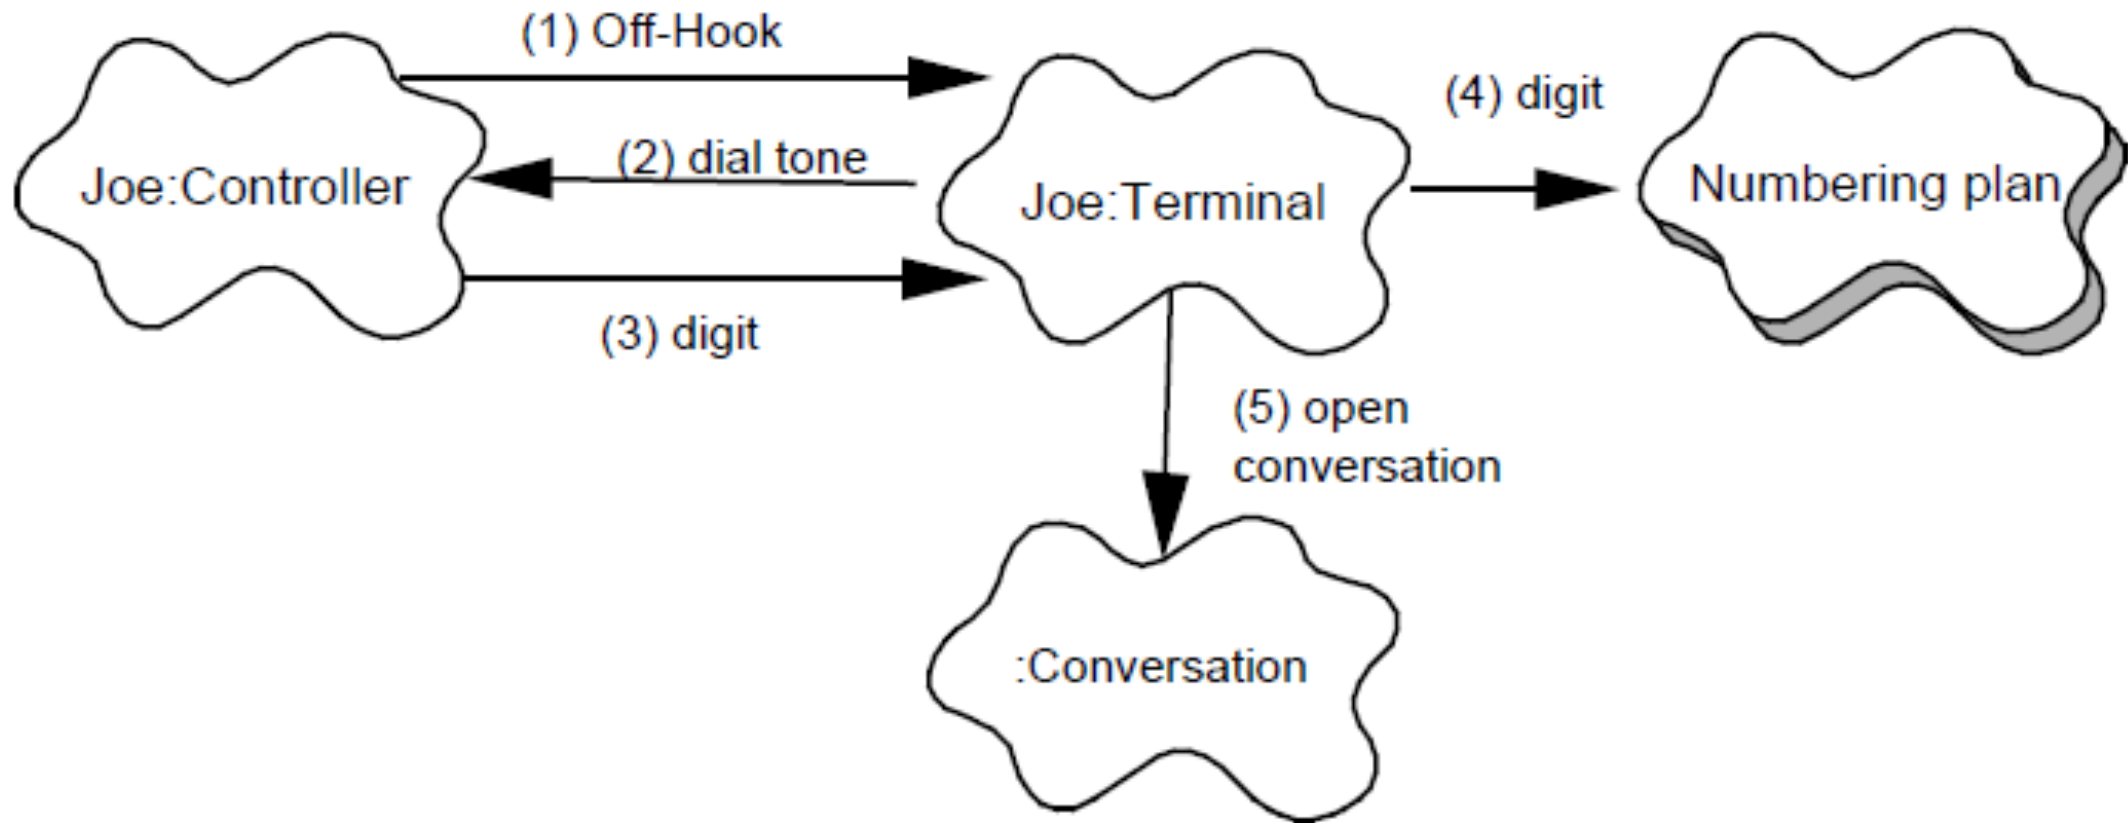 (1) Off-Hook
(4) digit
(2) dial tone
Joe:Controller
Joe:Terminal
Numbering plan
(3) digit
(5) open
conversation
:Conversation